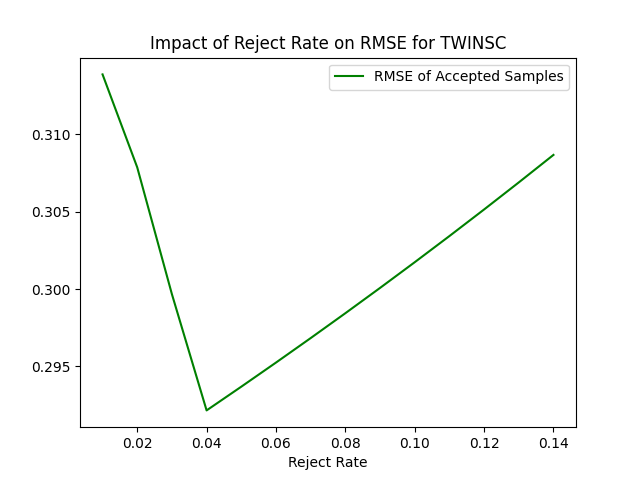 Impact of Reject Rate on RMSE for TWINSC
RMSE of Accepted Samples
0.310
0.305
0.300
0.295
0.02 0.04 0.06 0.08 0.10 0.12 0.14
Reject Rate